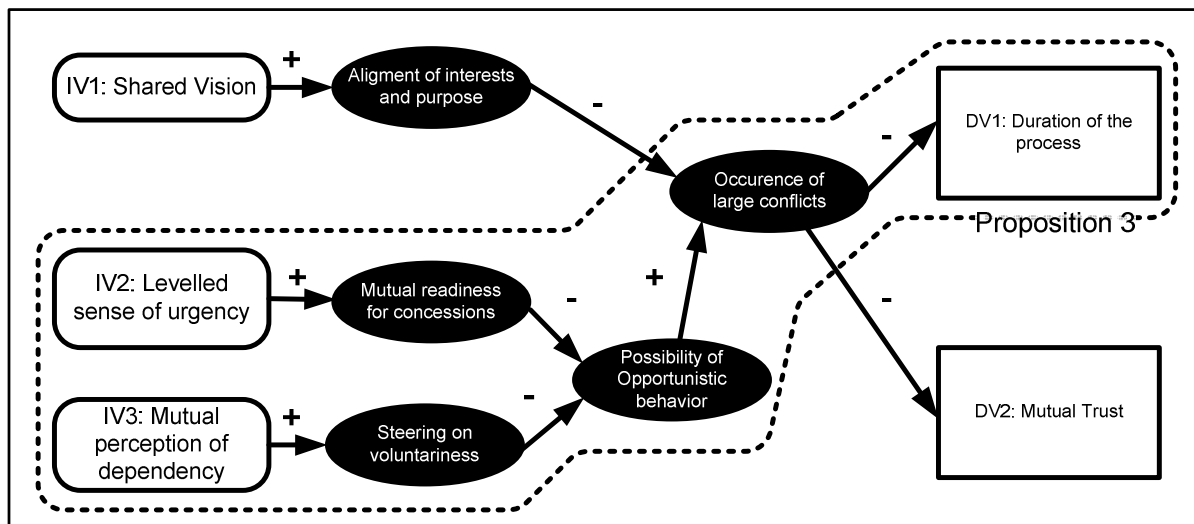 IV1: Shared Vision
+
Aligment of interests
and purpose
-
Occurence of
large conflicts
-
DV1: Duration of the
process
Proposition 3
IV2: Levelled
sense of urgency
+
Mutual readiness
for concessions
-
+
Possibility of
Opportunistic
behavior
-
DV2: Mutual Trust
IV3: Mutual
perception of
dependency
+
Steering on
voluntariness
-